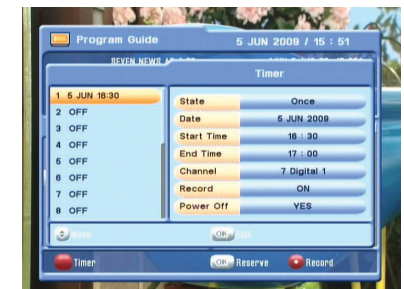 Program Guide 5 JUN 2009 / 15 : 51
SEVEN NEWS
Timer
1 5 JUN 16:30
2 OFF
3 OFF
4 OFF
5 OFF
6 OFF
7 OFF
8 OFF
State Once
Date 5 JUN 2009
Start Time 16 : 30
End Time 17 : 00
Channel 7 Digital 1
Record ON
Power Off YES
Move OK Exit
Timer OK Reserve Record